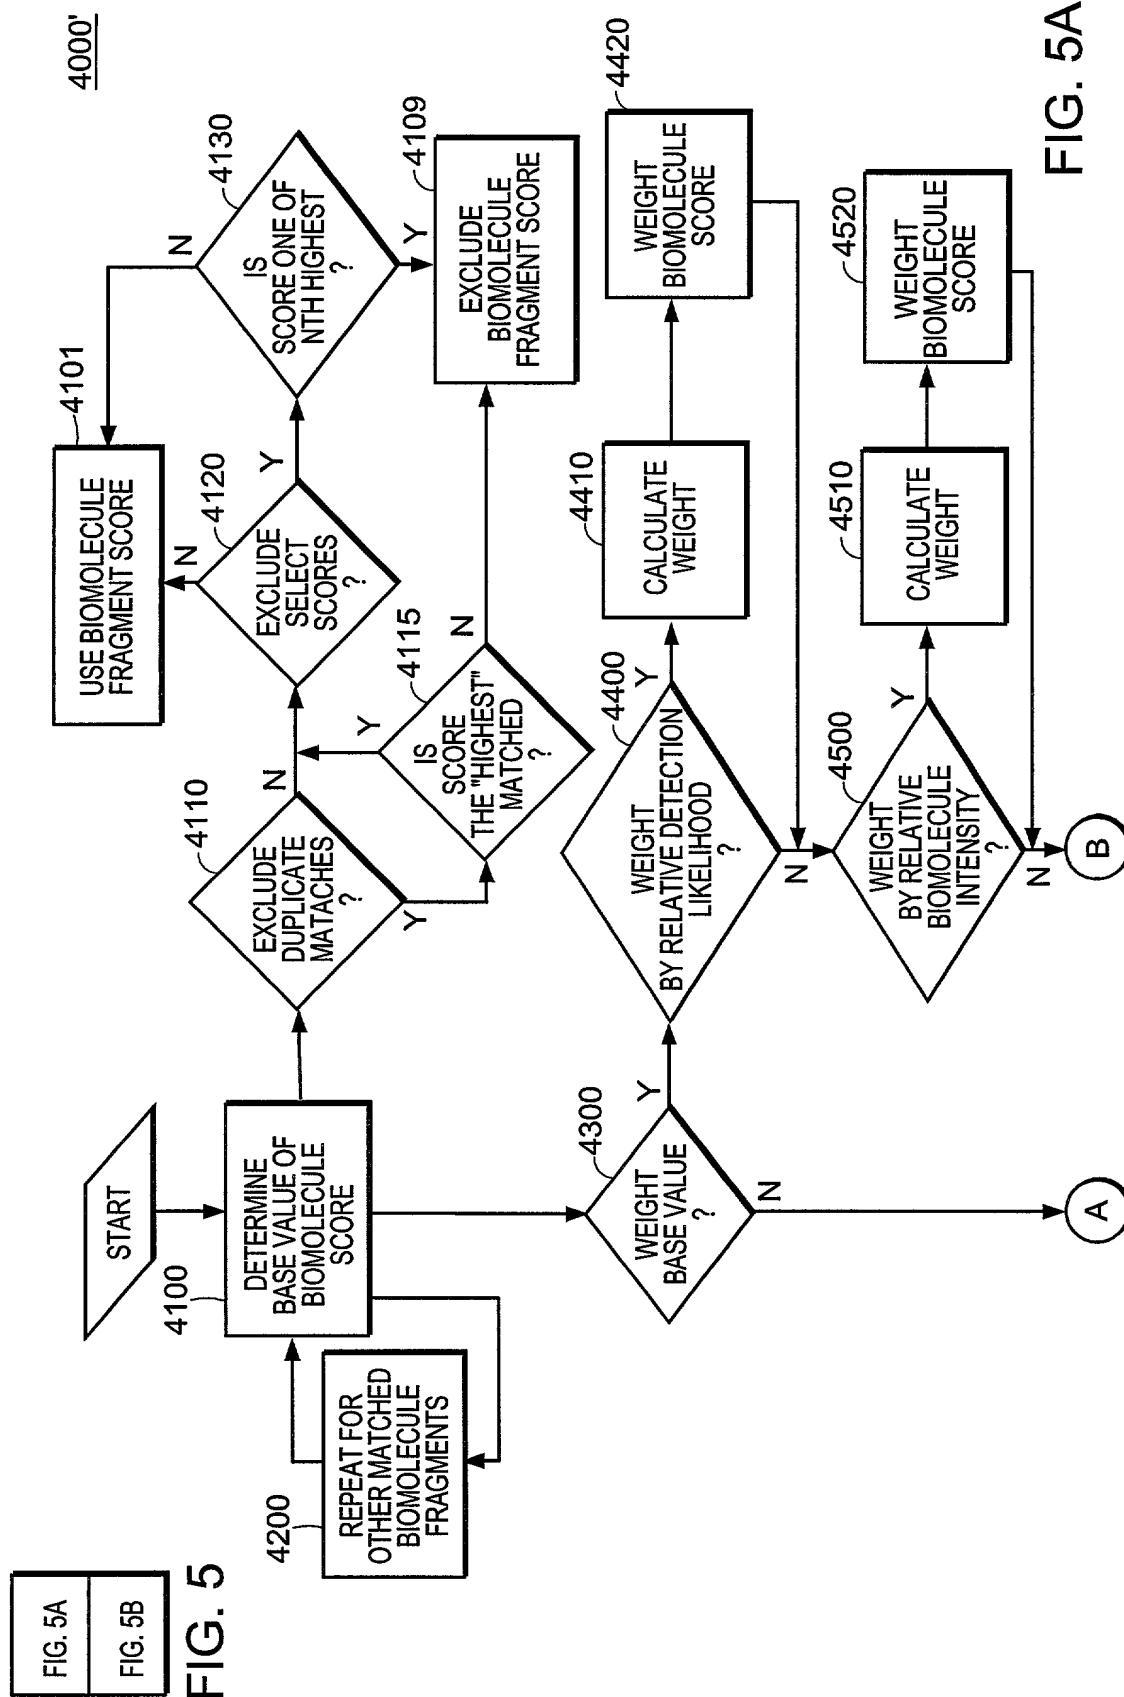 FIG. 5A
FIG. 5B
FIG. 5
4000'
START
4100
DETERMINE
BASE VALUE OF
BIOMOLECULE
SCORE
4200
REPEAT FOR
OTHER MATCHED
BIOMOLECULE
FRAGMENTS
4110
EXCLUDE
DUPLICATE
MATACHES
?
N
Y
4115
IS
SCORE
THE "HIGHEST"
MATCHED
?
Y
N
4120
EXCLUDE
SELECT
SCORES
?
N
Y
4101
USE BIOMOLECULE
FRAGMENT SCORE
4130
IS
SCORE ONE OF
NTH HIGHEST
?
N
Y
4109
EXCLUDE
BIOMOLECULE
FRAGMENT SCORE
4300
WEIGHT
BASE VALUE
?
Y
N
A
4400
WEIGHT
BY RELATIVE DETECTION
LIKELIHOOD
?
Y
N
4410
CALCULATE
WEIGHT
4420
WEIGHT
BIOMOLECULE
SCORE
4500
WEIGHT
BY RELATIVE
BIOMOLECULE
INTENSITY
?
Y
N
4510
CALCULATE
WEIGHT
4520
WEIGHT
BIOMOLECULE
SCORE
B
FIG. 5A